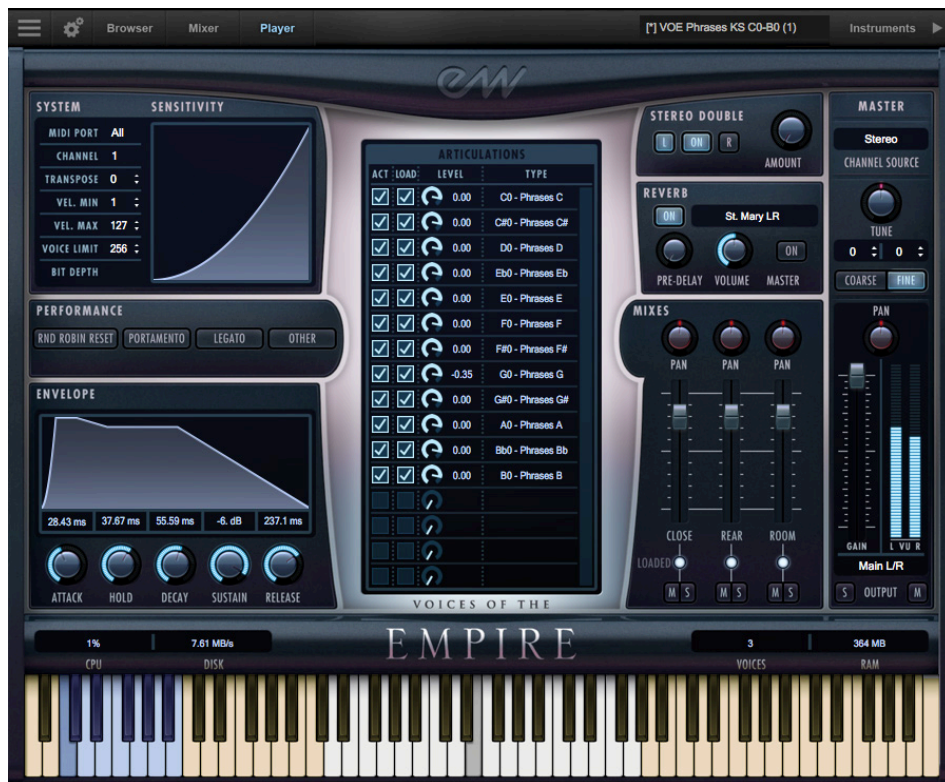 Browser Mixer Player [*] VOE Phrases KS C0-B0 (1) Instruments
ew
SYSTEM SENSITIVITY
MIDI PORT All
CHANNEL 1
TRANSPOSE 0
VEL. MIN 1
VEL. MAX 127
VOICE LIMIT 256
BIT DEPTH
PERFORMANCE
RND ROBIN RESET PORTAMENTO LEGATO OTHER
ENVELOPE
28.43 ms 37.67 ms 55.59 ms -6. dB 237.1 ms
ATTACK HOLD DECAY SUSTAIN RELEASE
ARTICULATIONS
ACT LOAD LEVEL TYPE
0.00 C0 - Phrases C
0.00 C#0 - Phrases C#
0.00 D0 - Phrases D
0.00 Eb0 - Phrases Eb
0.00 E0 - Phrases E
0.00 F0 - Phrases F
0.00 F#0 - Phrases F#
-0.35 G0 - Phrases G
0.00 G#0 - Phrases G#
0.00 A0 - Phrases A
0.00 Bb0 - Phrases Bb
0.00 B0 - Phrases B
STEREO DOUBLE
L ON R
AMOUNT
REVERB
ON St. Mary LR
ON
PRE-DELAY VOLUME MASTER
MIXES
PAN PAN PAN
CLOSE REAR ROOM
LOADED
M S M S M S
MASTER
Stereo
CHANNEL SOURCE
TUNE
0 0
COARSE FINE
PAN
GAIN L VU R
Main L/R
S OUTPUT M
VOICES OF THE
EMPIRE
1% 7.61 MB/s 3 364 MB
CPU DISK VOICES RAM